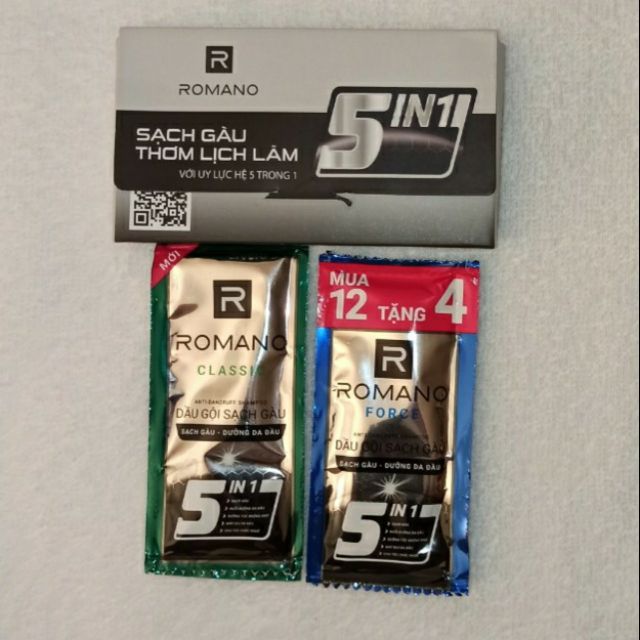 R
ROMANO
SẠCH GÀU
THƠM LỊCH LÃM
VỚI UY LỰC HỆ 5 TRONG 1
5 IN 1
MỚI
R
ROMANO
CLASSIC
ANTI-DANDRUFF SHAMPOO
DẦU GỘI SẠCH GÀU
SẠCH GÀU - DƯỠNG DA ĐẦU
5 IN 1
MUA
12 TẶNG 4
R
ROMANO
FORCE
DẦU GỘI SẠCH GÀU
SẠCH GÀU - DƯỠNG DA ĐẦU
5 IN 1